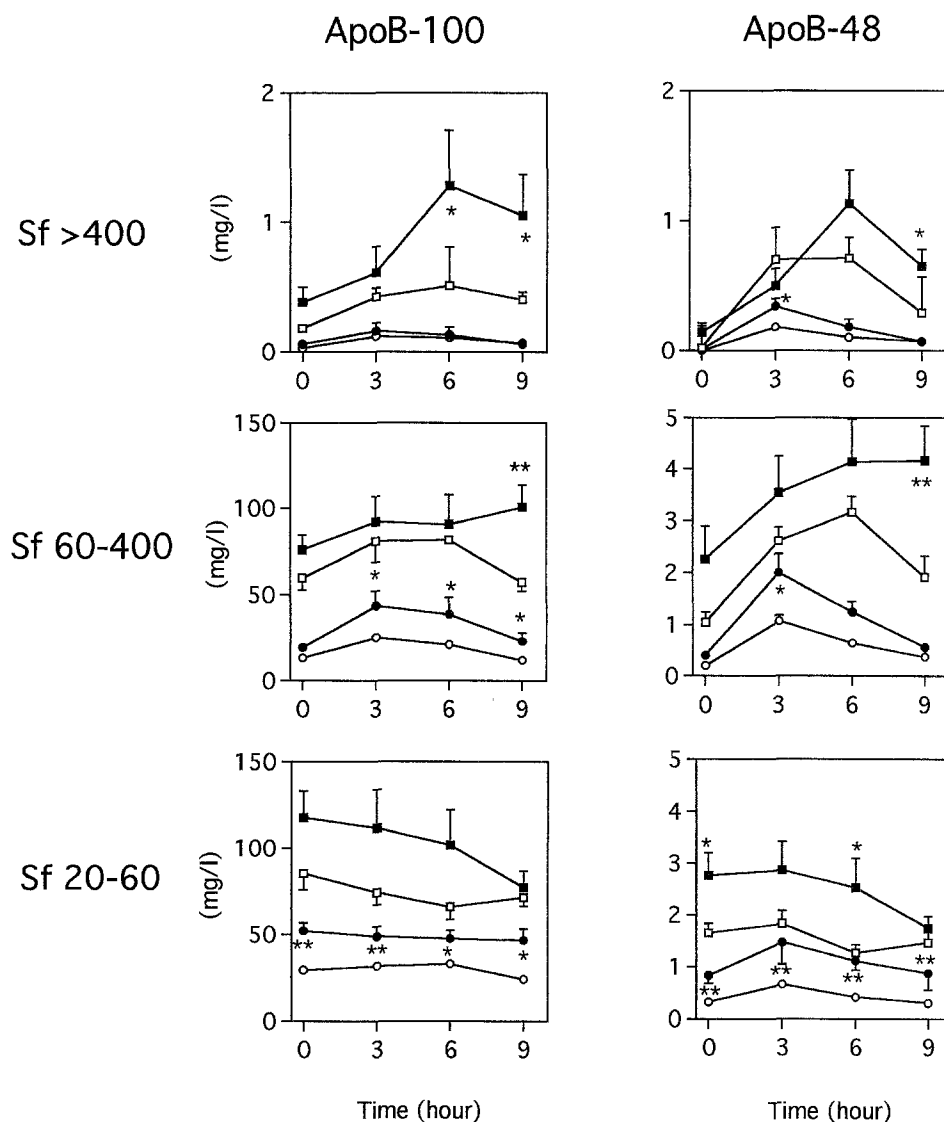 ApoB-100 ApoB-48
Sf >400
(mg/l)
2
1
0
0 3 6 9
* *
2
1
0
0 3 6 9
* *
Sf 60-400
(mg/l)
150
100
50
0
0 3 6 9
**
* * *
5
4
3
2
1
0
0 3 6 9
**
*
Sf 20-60
(mg/l)
150
100
50
0
0 3 6 9
** ** * *
5
4
3
2
1
0
0 3 6 9
* *
** ** ** **
Time (hour) Time (hour)